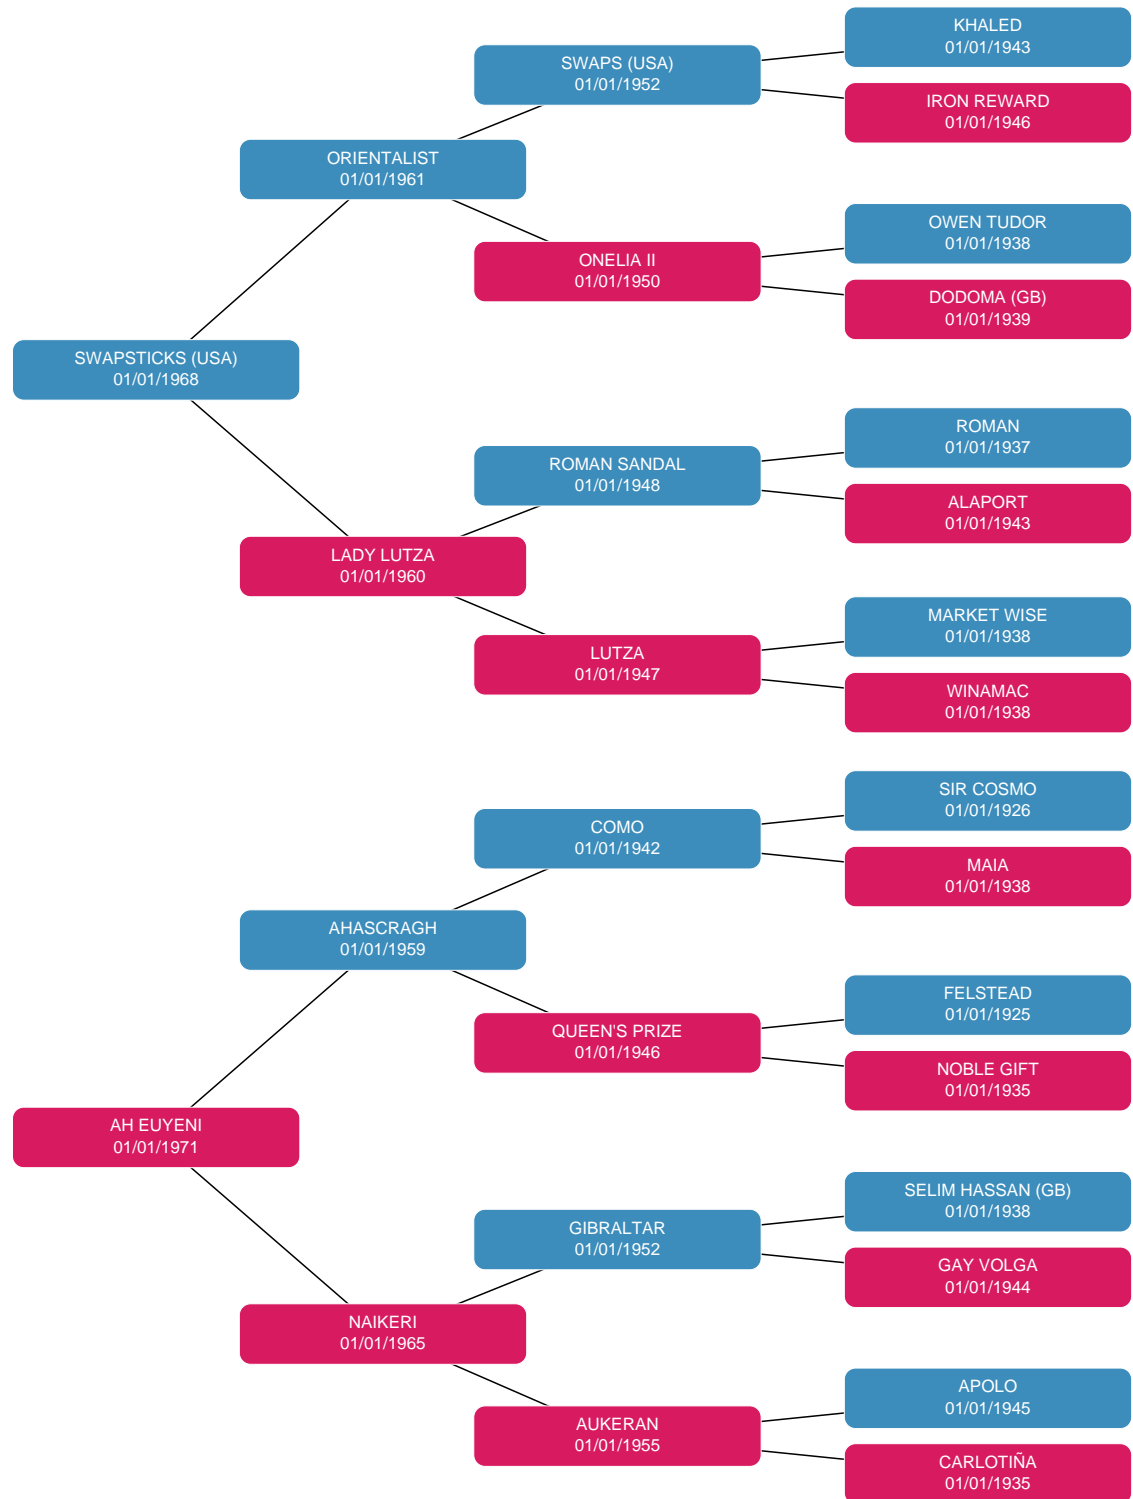 KHALED
01/01/1943
SWAPS (USA)
01/01/1952
IRON REWARD
01/01/1946
ORIENTALIST
01/01/1961
OWEN TUDOR
01/01/1938
ONELIA II
01/01/1950
DODOMA (GB)
01/01/1939
SWAPSTICKS (USA)
01/01/1968
ROMAN
01/01/1937
ROMAN SANDAL
01/01/1948
ALAPORT
01/01/1943
LADY LUTZA
01/01/1960
MARKET WISE
01/01/1938
LUTZA
01/01/1947
WINAMAC
01/01/1938
SIR COSMO
01/01/1926
COMO
01/01/1942
MAIA
01/01/1938
AHASCRAGH
01/01/1959
FELSTEAD
01/01/1925
QUEEN'S PRIZE
01/01/1946
NOBLE GIFT
01/01/1935
AH EUYENI
01/01/1971
SELIM HASSAN (GB)
01/01/1938
GIBRALTAR
01/01/1952
GAY VOLGA
01/01/1944
NAIKERI
01/01/1965
APOLO
01/01/1945
AUKERAN
01/01/1955
CARLOTIÑA
01/01/1935